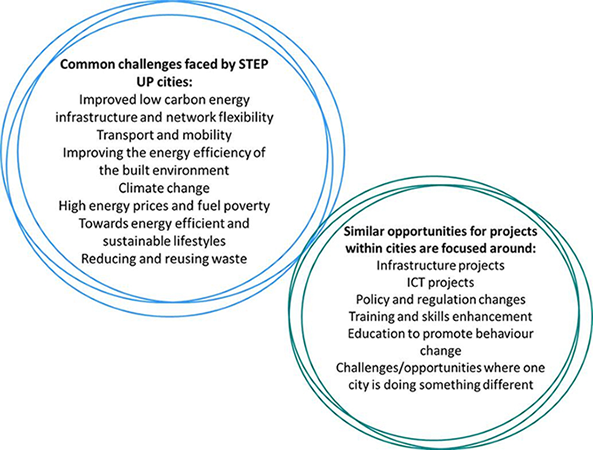 Common challenges faced by STEP
UP cities:
Improved low carbon energy
infrastructure and network flexibility
Transport and mobility
Improving the energy efficiency of
the built environment
Climate change
High energy prices and fuel poverty
Towards energy efficient and
sustainable lifestyles
Reducing and reusing waste
Similar opportunities for projects
within cities are focused around:
Infrastructure projects
ICT projects
Policy and regulation changes
Training and skills enhancement
Education to promote behaviour
change
Challenges/opportunities where one
city is doing something different